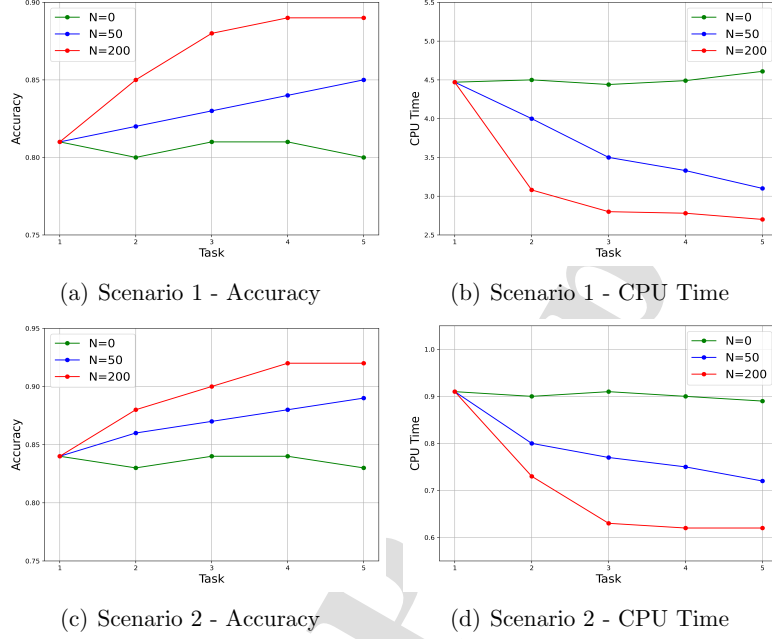 0.90
0.85
0.80
0.75
Accuracy
N=0
N=50
N=200
1 2 3 4 5
Task
(a) Scenario 1 - Accuracy
5.5
5.0
4.5
4.0
3.5
3.0
2.5
CPU Time
N=0
N=50
N=200
1 2 3 4 5
Task
(b) Scenario 1 - CPU Time
0.95
0.90
0.85
0.80
0.75
Accuracy
N=0
N=50
N=200
1 2 3 4 5
Task
(c) Scenario 2 - Accuracy
1.0
0.9
0.8
0.7
0.6
CPU Time
N=0
N=50
N=200
1 2 3 4 5
Task
(d) Scenario 2 - CPU Time